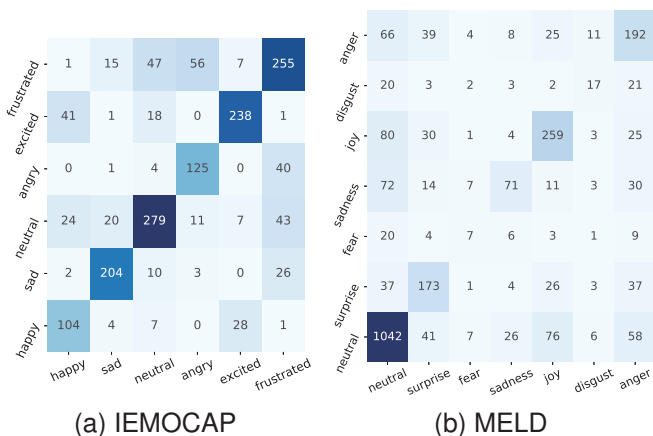 frustrated 1 15 47 56 7 255
excited 41 1 18 0 238 1
angry 0 1 4 125 0 40
neutral 24 20 279 11 7 43
sad 2 204 10 3 0 26
happy 104 4 7 0 28 1
happy sad neutral angry excited frustrated
(a) IEMOCAP
anger 66 39 4 8 25 11 192
disgust 20 3 2 3 2 17 21
joy 80 30 1 4 259 3 25
sadness 72 14 7 71 11 3 30
fear 20 4 7 6 3 1 9
surprise 37 173 1 4 26 3 37
neutral 1042 41 7 26 76 6 58
neutral surprise fear sadness joy disgust anger
(b) MELD